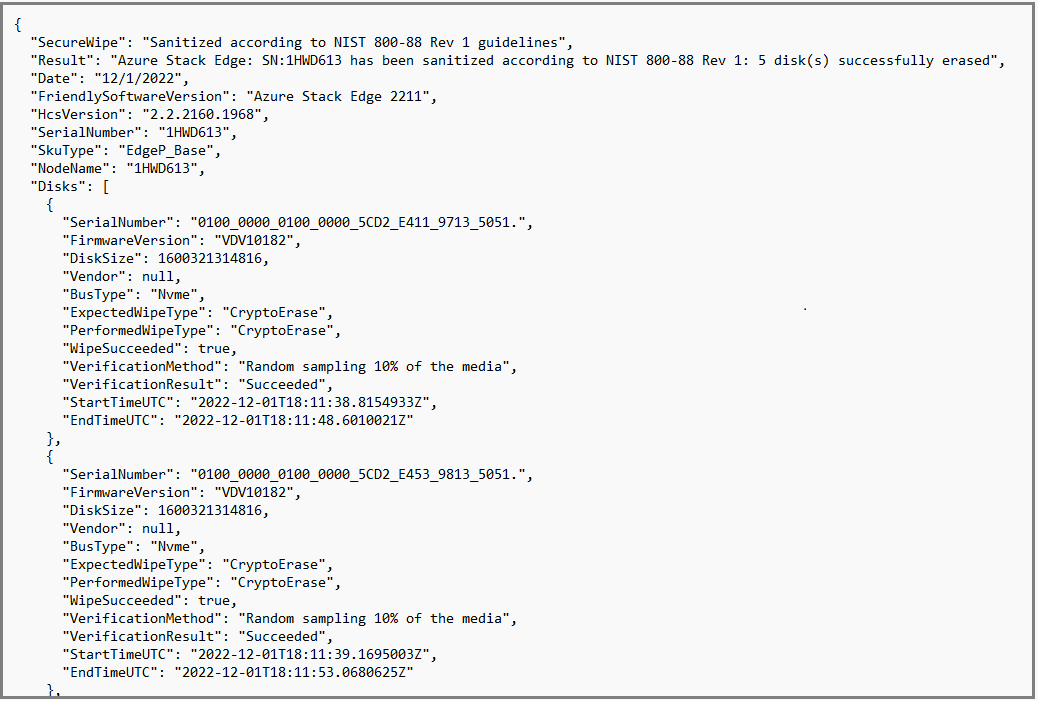 {
  "SecureWipe": "Sanitized according to NIST 800-88 Rev 1 guidelines",
  "Result": "Azure Stack Edge: SN:1HWD613 has been sanitized according to NIST 800-88 Rev 1: 5 disk(s) successfully erased",
  "Date": "12/1/2022",
  "FriendlySoftwareVersion": "Azure Stack Edge 2211",
  "HcsVersion": "2.2.2160.1968",
  "SerialNumber": "1HWD613",
  "SkuType": "EdgeP_Base",
  "NodeName": "1HWD613",
  "Disks": [
    {
      "SerialNumber": "0100_0000_0100_0000_5CD2_E411_9713_5051.",
      "FirmwareVersion": "VDV10182",
      "DiskSize": 1600321314816,
      "Vendor": null,
      "BusType": "Nvme",
      "ExpectedWipeType": "CryptoErase",
      "PerformedWipeType": "CryptoErase",
      "WipeSucceeded": true,
      "VerificationMethod": "Random sampling 10% of the media",
      "VerificationResult": "Succeeded",
      "StartTimeUTC": "2022-12-01T18:11:38.8154933Z",
      "EndTimeUTC": "2022-12-01T18:11:48.6010021Z"
    },
    {
      "SerialNumber": "0100_0000_0100_0000_5CD2_E453_9813_5051.",
      "FirmwareVersion": "VDV10182",
      "DiskSize": 1600321314816,
      "Vendor": null,
      "BusType": "Nvme",
      "ExpectedWipeType": "CryptoErase",
      "PerformedWipeType": "CryptoErase",
      "WipeSucceeded": true,
      "VerificationMethod": "Random sampling 10% of the media",
      "VerificationResult": "Succeeded",
      "StartTimeUTC": "2022-12-01T18:11:39.1695003Z",
      "EndTimeUTC": "2022-12-01T18:11:53.0680625Z"
    },